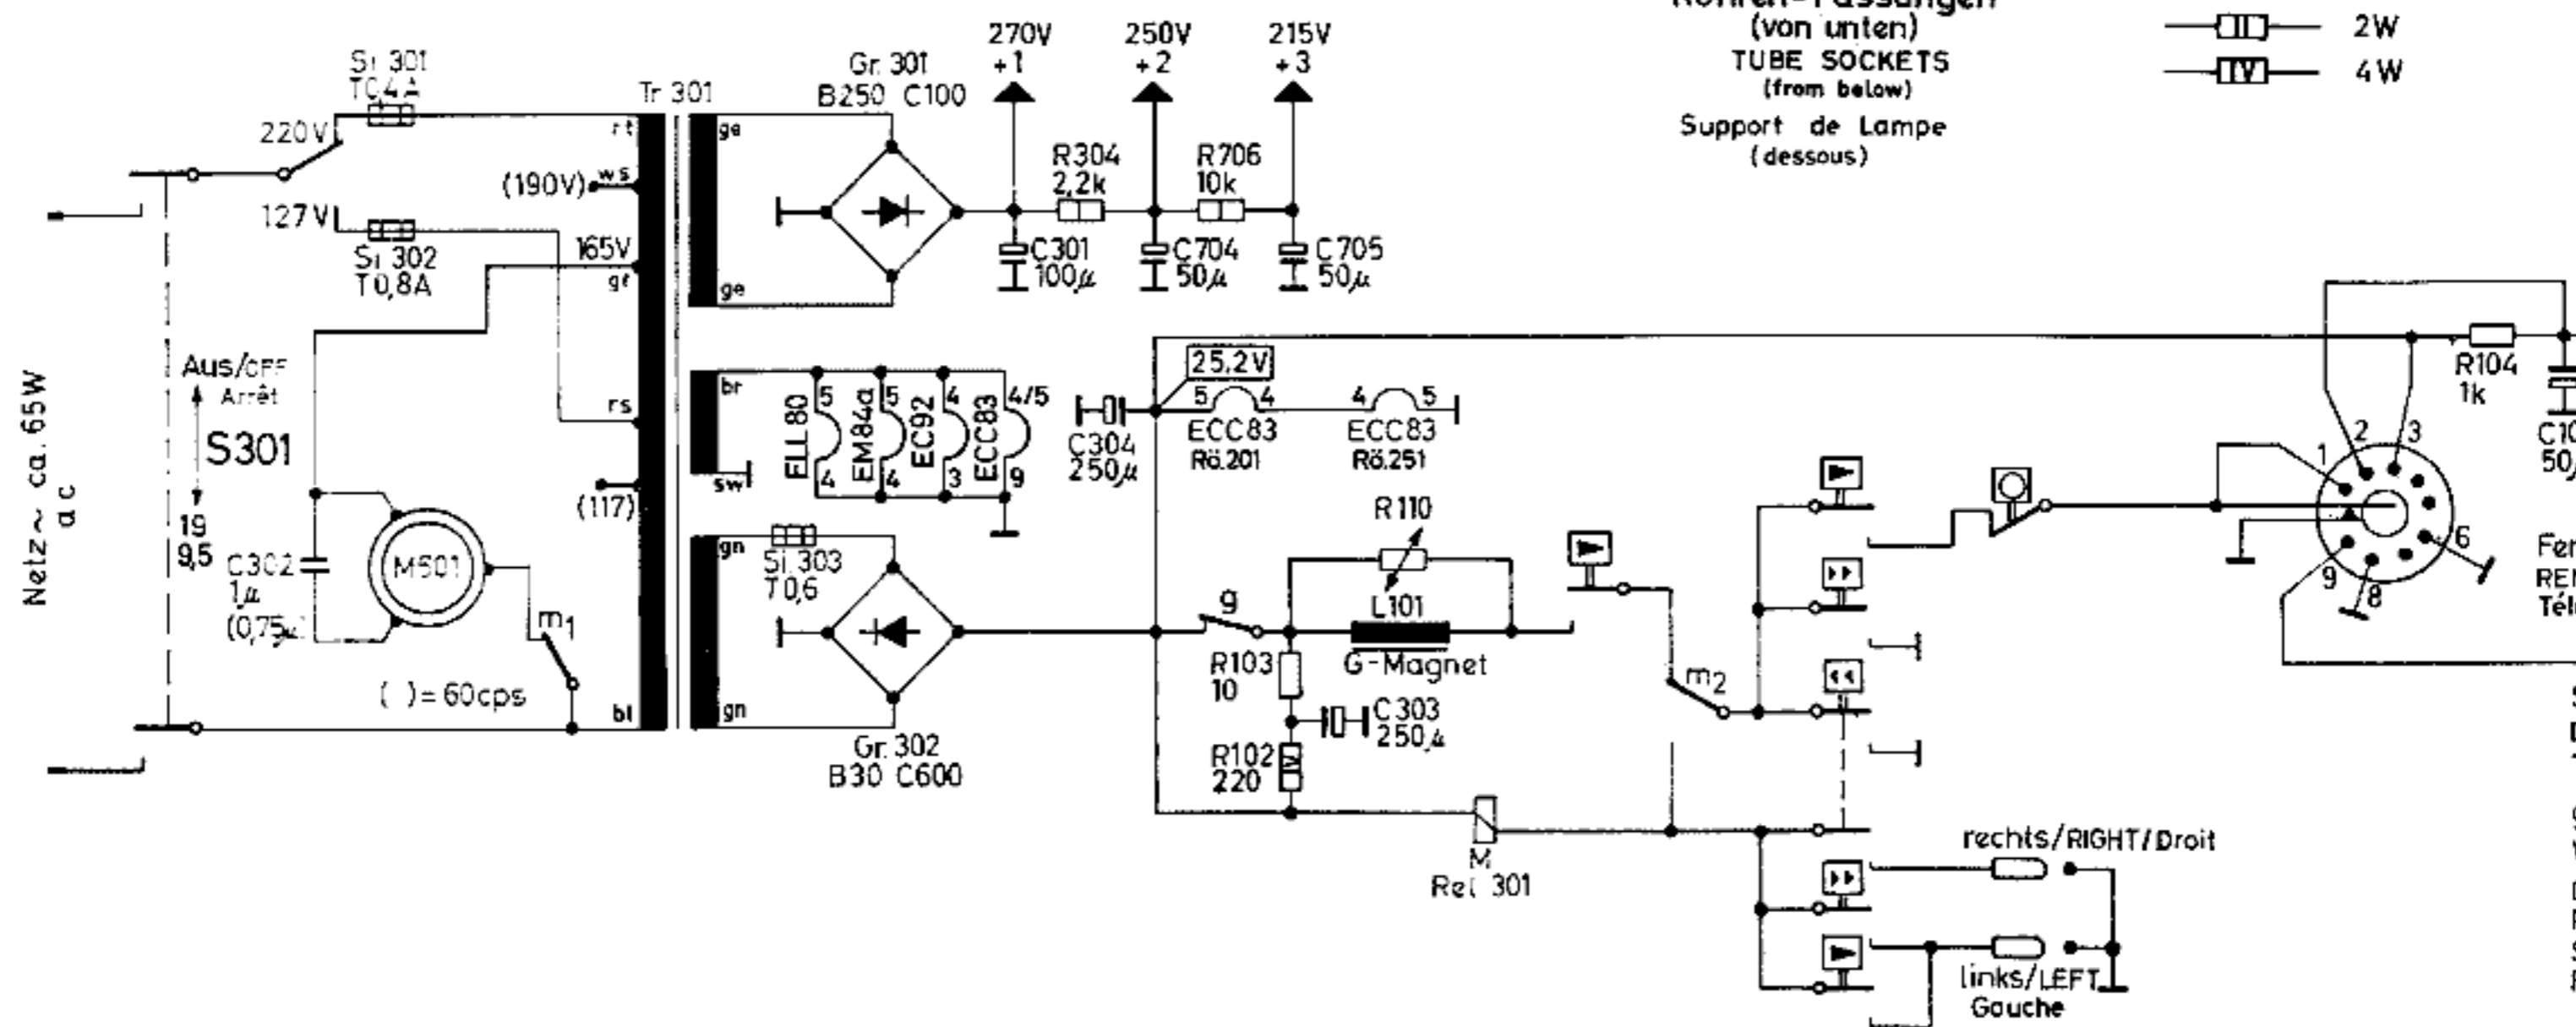 (von unten)
TUBE SOCKETS
(from below)
Support de Lampe
(dessous)
2W
4W
270V
+1
250V
+2
215V
+3
Si 301
T0,4A
220V
127V
Si 302
T0,8A
Tr 301
rt
ws
(190V)
165V
gr
rs
(117)
bl
Gr. 301
B250 C100
ge
ge
R304
2,2k
R706
10k
C301
100µ
C704
50µ
C705
50µ
Netz ~ ca. 65W
a c
Aus/OFF
Arrêt
S301
19
9,5
C302
1µ
(0,75µ)
M501
m1
( ) = 60cps
br
sw
ELL80
5
4
EM84a
5
4
EC92
4
3
ECC83
4/5
9
gn
gn
Si 303
T0,6
Gr. 302
B30 C600
25,2V
C304
250µ
5
4
ECC83
Rö.201
4
5
ECC83
Rö.251
R110
L101
G-Magnet
g
R103
10
C303
250µ
R102
220
M
Rel 301
m2
rechts/RIGHT/Droit
links/LEFT
Gauche
R104
1k
1
2
3
6
8
9